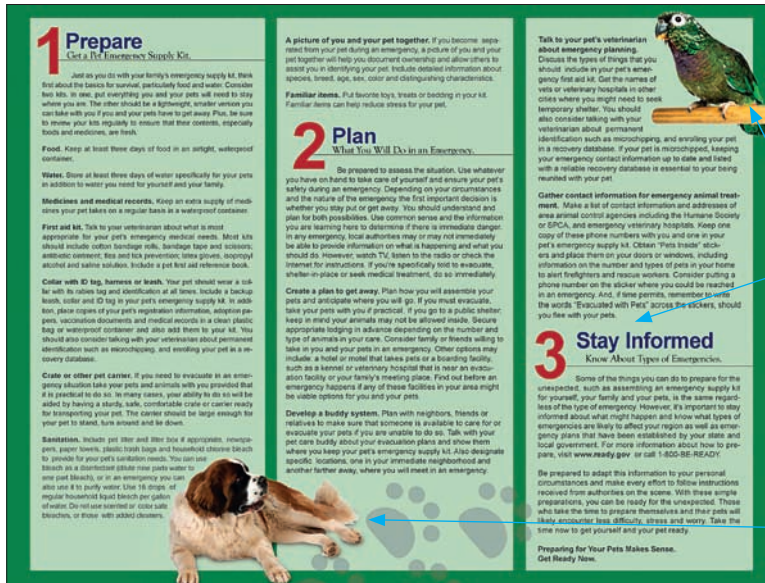 1 Prepare
Get a Pet Emergency Supply Kit.
Just as you do with your family's emergency supply kit, think
first about the basics for survival, particularly food and water. Consider
two kits. In one, put everything you and your pets will need to stay
where you are. The other should be a lightweight, smaller version you
can take with you if you and your pets have to get away. Plus, be sure
to review your kits regularly to ensure that their contents, especially
foods and medicines, are fresh.
Food. Keep at least three days of food in an airtight, waterproof
container.
Water. Store at least three days of water specifically for your pets
in addition to water you need for yourself and your family.
Medicines and medical records. Keep an extra supply of medi-
cines your pet takes on a regular basis in a waterproof container.
First aid kit. Talk to your veterinarian about what is most
appropriate for your pet's emergency medical needs. Most kits
should include cotton bandage rolls, bandage tape and scissors;
antibiotic ointment; flea and tick prevention; latex gloves, isopropyl
alcohol and saline solution. Include a pet first aid reference book.
Collar with ID tag, harness or leash. Your pet should wear a col-
lar with its rabies tag and identification at all times. Include a backup
leash, collar and ID tag in your pet's emergency supply kit. In addi-
tion, place copies of your pet's registration information, adoption pa-
pers, vaccination documents and medical records in a clean plastic
bag or waterproof container and also add them to your kit. You
should also consider talking with your veterinarian about permanent
identification such as microchipping, and enrolling your pet in a re-
covery database.
Crate or other pet carrier. If you need to evacuate in an emer-
gency situation take your pets and animals with you provided that
it is practical to do so. In many cases, your ability to do so will be
aided by having a sturdy, safe, comfortable crate or carrier ready
for transporting your pet. The carrier should be large enough for
your pet to stand, turn around and lie down.
Sanitation. Include pet litter and litter box if appropriate, newspa-
pers, paper towels, plastic trash bags and household chlorine bleach
to provide for your pet's sanitation needs. You can use
bleach as a disinfectant (dilute nine parts water to
one part bleach), or in an emergency you can
also use it to purify water. Use 16 drops of
regular household liquid bleach per gallon
of water. Do not use scented or color safe
bleaches, or those with added cleaners.
A picture of you and your pet together. If you become sepa-
rated from your pet during an emergency, a picture of you and your
pet together will help you document ownership and allow others to
assist you in identifying your pet. Include detailed information about
species, breed, age, sex, color and distinguishing characteristics.
Familiar items. Put favorite toys, treats or bedding in your kit.
Familiar items can help reduce stress for your pet.
2 Plan
What You Will Do in an Emergency.
Be prepared to assess the situation. Use whatever
you have on hand to take care of yourself and ensure your pet's
safety during an emergency. Depending on your circumstances
and the nature of the emergency the first important decision is
whether you stay put or get away. You should understand and
plan for both possibilities. Use common sense and the information
you are learning here to determine if there is immediate danger.
In any emergency, local authorities may or may not immediately
be able to provide information on what is happening and what you
should do. However, watch TV, listen to the radio or check the
Internet for instructions. If you're specifically told to evacuate,
shelter-in-place or seek medical treatment, do so immediately.
Create a plan to get away. Plan how you will assemble your
pets and anticipate where you will go. If you must evacuate,
take your pets with you if practical. If you go to a public shelter,
keep in mind your animals may not be allowed inside. Secure
appropriate lodging in advance depending on the number and
type of animals in your care. Consider family or friends willing to
take in you and your pets in an emergency. Other options may
include: a hotel or motel that takes pets or a boarding facility,
such as a kennel or veterinary hospital that is near an evacu-
ation facility or your family's meeting place. Find out before an
emergency happens if any of these facilities in your area might
be viable options for you and your pets.
Develop a buddy system. Plan with neighbors, friends or
relatives to make sure that someone is available to care for or
evacuate your pets if you are unable to do so. Talk with your
pet care buddy about your evacuation plans and show them
where you keep your pet's emergency supply kit. Also designate
specific locations, one in your immediate neighborhood and
another farther away, where you will meet in an emergency.
Talk to your pet's veterinarian
about emergency planning.
Discuss the types of things that you
should include in your pet's emer-
gency first aid kit. Get the names of
vets or veterinary hospitals in other
cities where you might need to seek
temporary shelter. You should
also consider talking with your
veterinarian about permanent
identification such as microchipping, and enrolling your pet
in a recovery database. If your pet is microchipped, keeping
your emergency contact information up to date and listed
with a reliable recovery database is essential to your being
reunited with your pet.
Gather contact information for emergency animal treat-
ment. Make a list of contact information and addresses of
area animal control agencies including the Humane Society
or SPCA, and emergency veterinary hospitals. Keep one
copy of these phone numbers with you and one in your
pet's emergency supply kit. Obtain "Pets Inside" stick-
ers and place them on your doors or windows, including
information on the number and types of pets in your home
to alert firefighters and rescue workers. Consider putting a
phone number on the sticker where you could be reached
in an emergency. And, if time permits, remember to write
the words "Evacuated with Pets" across the stickers, should
you flee with your pets.
3 Stay Informed
Know About Types of Emergencies.
Some of the things you can do to prepare for the
unexpected, such as assembling an emergency supply kit
for yourself, your family and your pets, is the same regard-
less of the type of emergency. However, it's important to stay
informed about what might happen and know what types of
emergencies are likely to affect your region as well as emer-
gency plans that have been established by your state and
local government. For more information about how to pre-
pare, visit www.ready.gov or call 1-800-BE-READY.
Be prepared to adapt this information to your personal
circumstances and make every effort to follow instructions
received from authorities on the scene. With these simple
preparations, you can be ready for the unexpected. Those
who take the time to prepare themselves and their pets will
likely encounter less difficulty, stress and worry. Take the
time now to get yourself and your pet ready.
Preparing for Your Pets Makes Sense.
Get Ready Now.